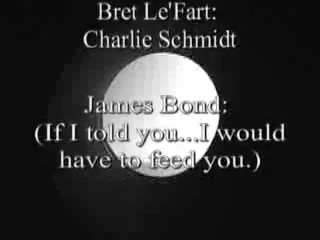 Bret Le'Fart:
Charlie Schmidt
James Bond:
(If I told you...I would
have to feed you.)